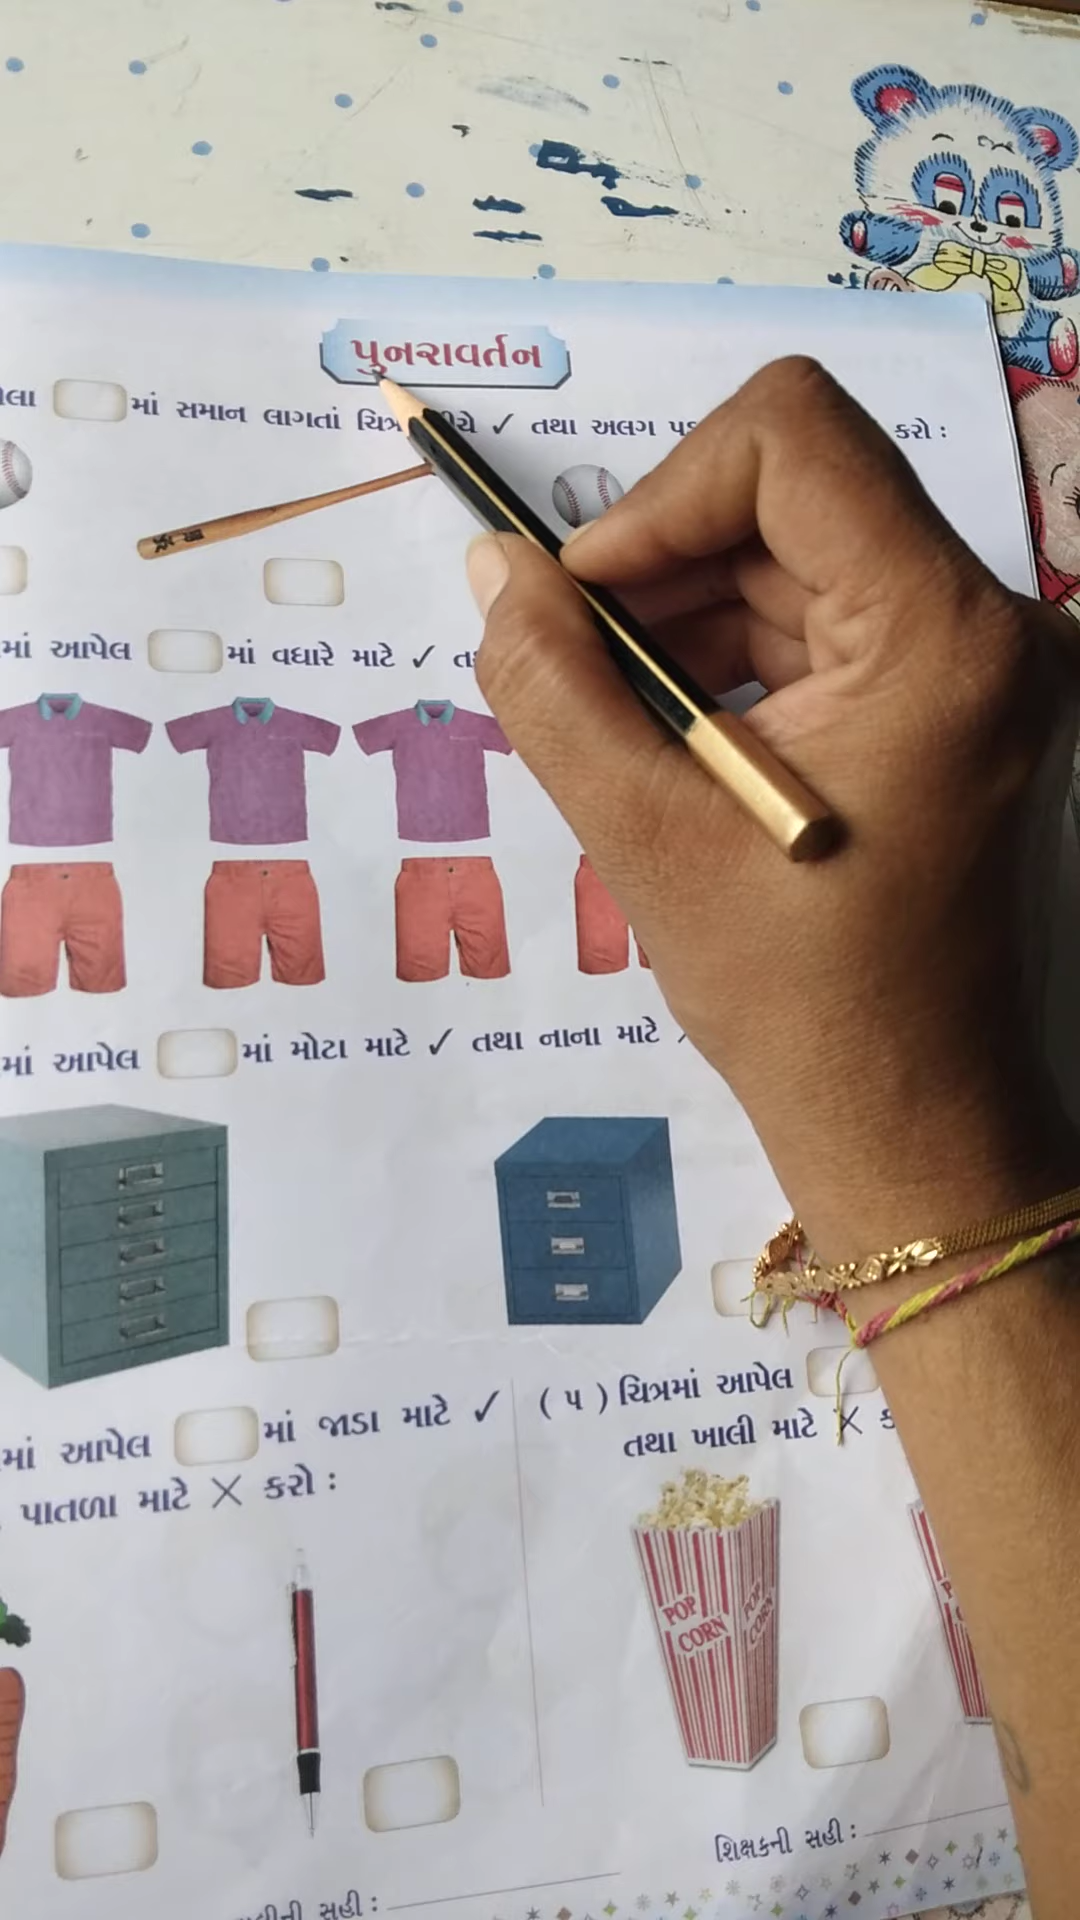 પુનરાવર્તન
માં સમાન લાગતાં ✓ તથા અલગ કરો :
માં આપેલ માં વધારે માટે ✓
માં આપેલ માં મોટા માટે ✓ તથા નાના માટે
માં આપેલ માં જાડા માટે ✓
પાતળા માટે ✕ કરો :
( ૫ ) ચિત્રમાં આપેલ
તથા ખાલી માટે ✕
POP CORN
POP CORN
શિક્ષકની સહી :
સહી :